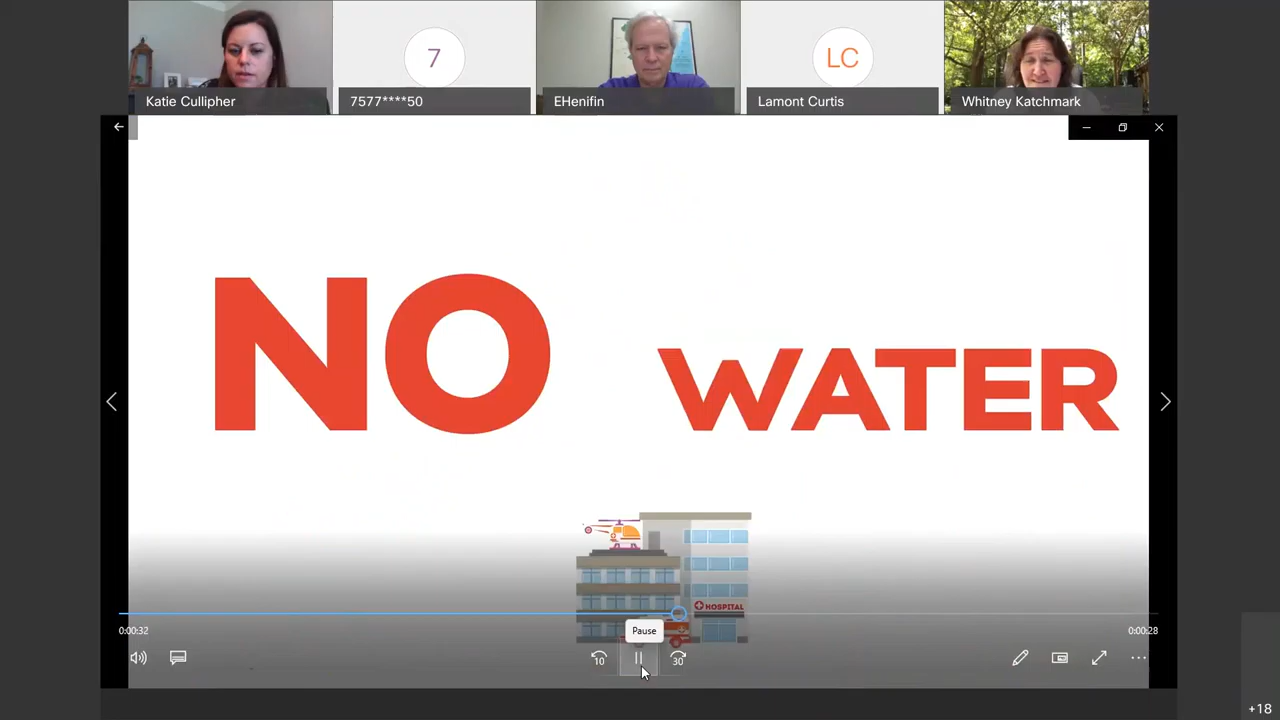 7
LC
Katie Cullipher
7577****50
EHenifin
Lamont Curtis
Whitney Katchmark
NO WATER
HOSPITAL
0:00:32
Pause
0:00:28
10
30
+18